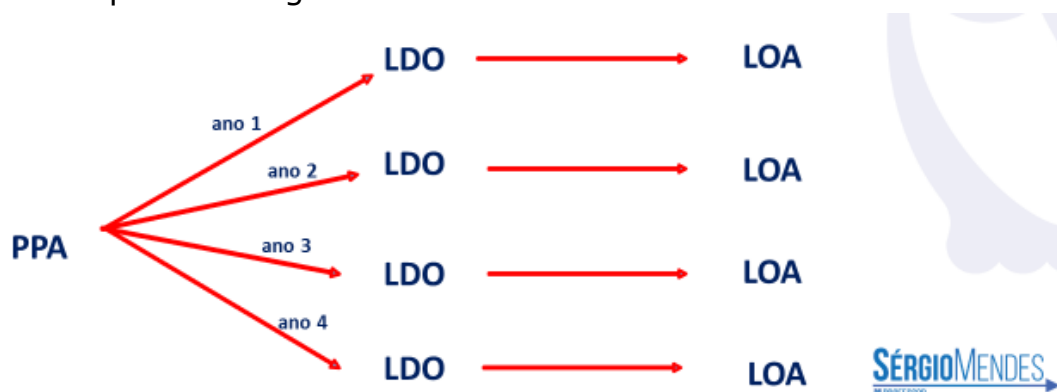 LDO
LOA
ano 1
LDO
LOA
ano 2
PPA
ano 3
LDO
LOA
ano 4
LDO
LOA
SÉRGIOMENDES